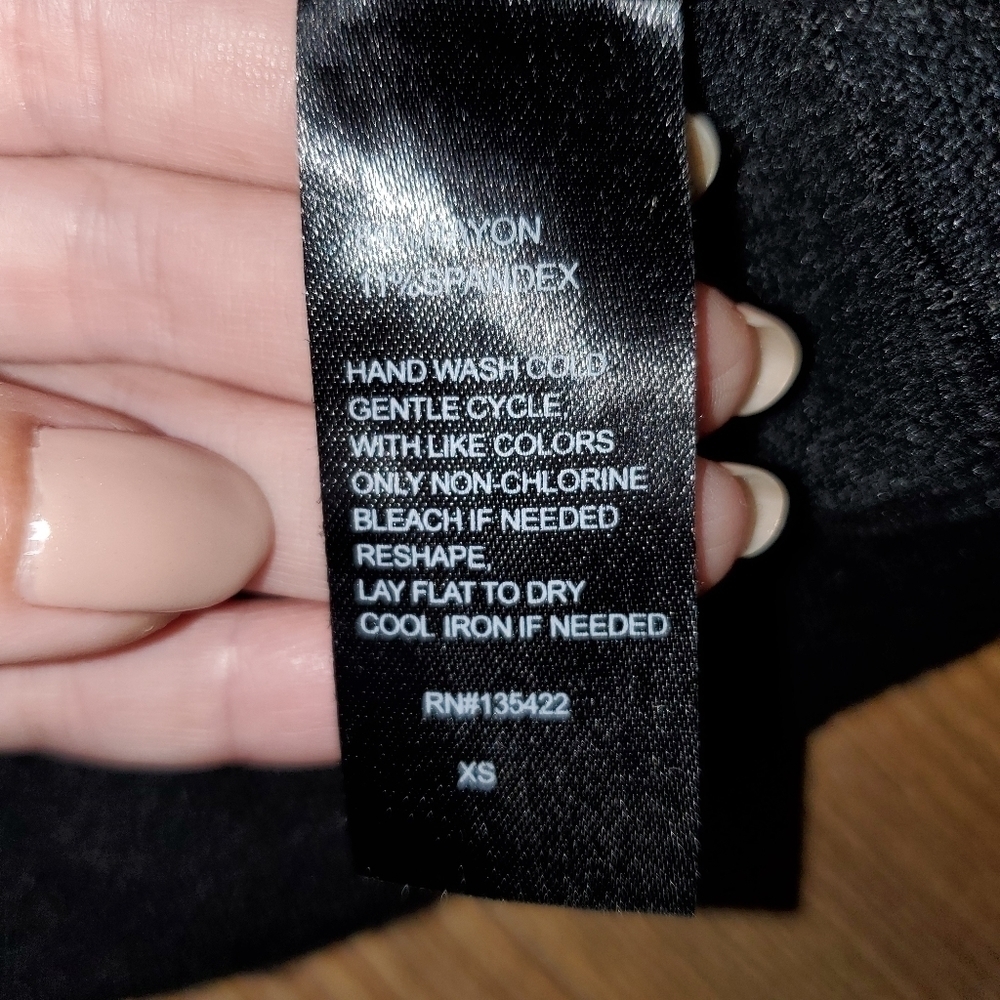 RAYON
11%SPANDEX
HAND WASH COLD
GENTLE CYCLE
WITH LIKE COLORS
ONLY NON-CHLORINE
BLEACH IF NEEDED
RESHAPE,
LAY FLAT TO DRY
COOL IRON IF NEEDED
RN#135422
XS